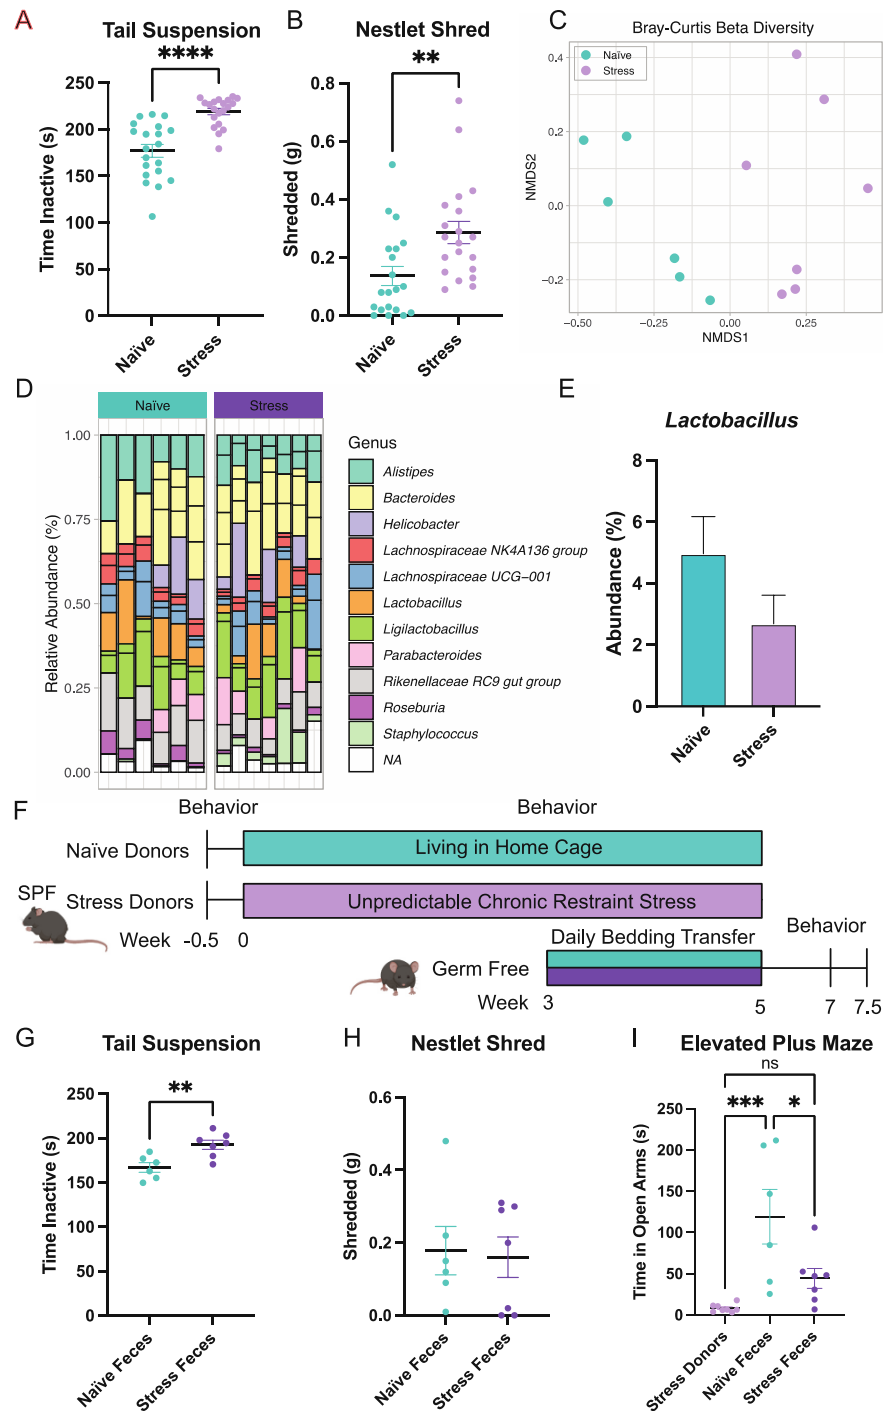 A
Tail Suspension
****
Time Inactive (s)
250
200
150
100
50
0
Naïve
Stress
B
Nestlet Shred
**
Shredded (g)
0.8
0.6
0.4
0.2
0.0
Naïve
Stress
C
Bray-Curtis Beta Diversity
Naïve
Stress
NMDS2
0.4
0.2
0.0
−0.2
−0.50
−0.25
0.00
0.25
NMDS1
D
Naïve
Stress
Relative Abundance (%)
1.00
0.75
0.50
0.25
0.00
Genus
Alistipes
Bacteroides
Helicobacter
Lachnospiraceae NK4A136 group
Lachnospiraceae UCG−001
Lactobacillus
Ligilactobacillus
Parabacteroides
Rikenellaceae RC9 gut group
Roseburia
Staphylococcus
NA
E
Lactobacillus
Abundance (%)
8
6
4
2
0
Naïve
Stress
F
Behavior
Behavior
Naïve Donors
Living in Home Cage
SPF
Stress Donors
Unpredictable Chronic Restraint Stress
Week
-0.5
0
Daily Bedding Transfer
Behavior
Germ Free
Week
3
5
7
7.5
G
Tail Suspension
**
Time Inactive (s)
250
200
150
100
50
0
Naïve Feces
Stress Feces
H
Nestlet Shred
Shredded (g)
0.6
0.4
0.2
0.0
Naïve Feces
Stress Feces
I
Elevated Plus Maze
ns
***
*
Time in Open Arms (s)
250
200
150
100
50
0
Stress Donors
Naïve Feces
Stress Feces